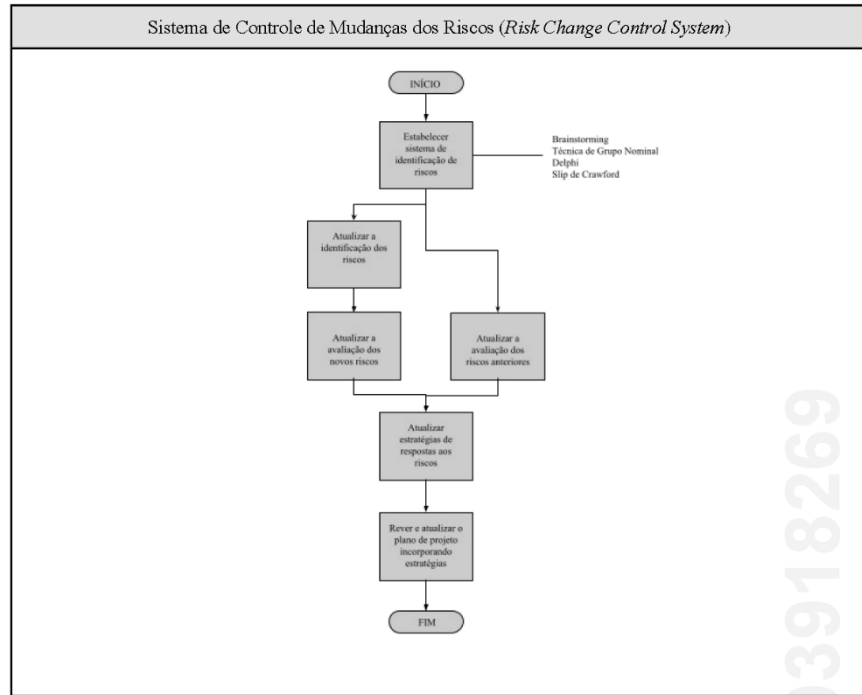 Sistema de Controle de Mudanças dos Riscos (Risk Change Control System)
INÍCIO
Estabelecer
sistema de
identificação de
riscos
Brainstorming
Técnica de Grupo Nominal
Delphi
Slip de Crawford
Atualizar a
identificação dos
riscos
Atualizar a
avaliação dos
novos riscos
Atualizar a
avaliação dos
riscos anteriores
Atualizar
estratégias de
respostas aos
riscos
Rever e atualizar o
plano de projeto
incorporando
estratégias
FIM